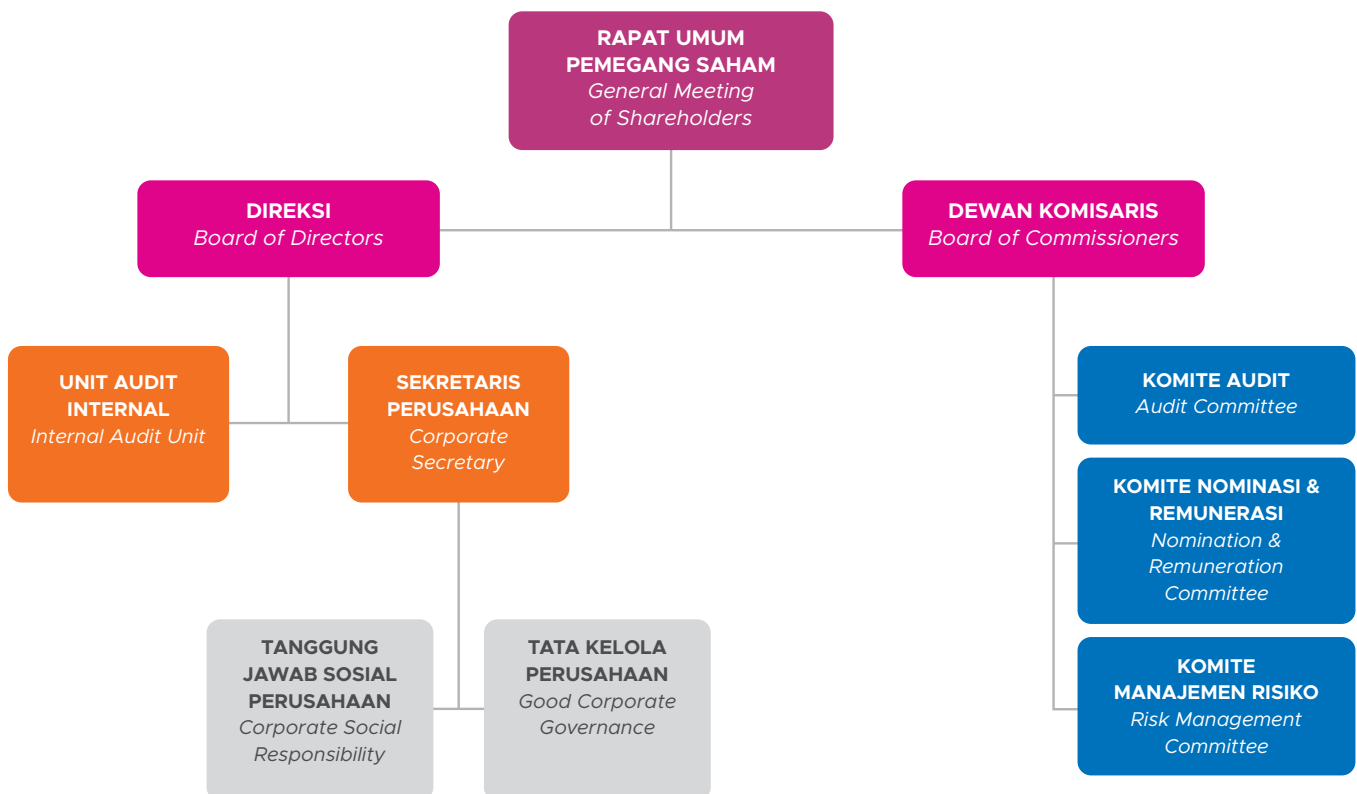 RAPAT UMUM
PEMEGANG SAHAM
General Meeting
of Shareholders
DIREKSI
Board of Directors
DEWAN KOMISARIS
Board of Commissioners
UNIT AUDIT
INTERNAL
Internal Audit Unit
SEKRETARIS
PERUSAHAAN
Corporate
Secretary
KOMITE AUDIT
Audit Committee
KOMITE NOMINASI &
REMUNERASI
Nomination &
Remuneration
Committee
TANGGUNG
JAWAB SOSIAL
PERUSAHAAN
Corporate Social
Responsibility
TATA KELOLA
PERUSAHAAN
Good Corporate
Governance
KOMITE
MANAJEMEN RISIKO
Risk Management
Committee